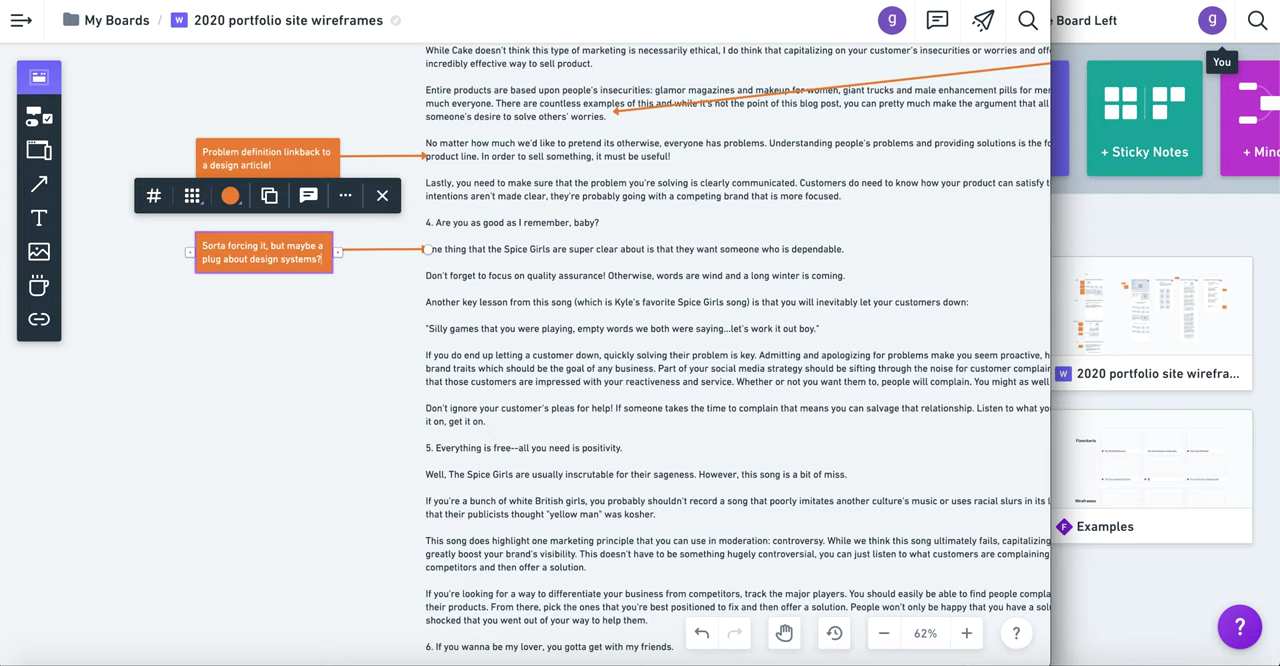 My Boards / W 2020 portfolio site wireframes
g
e Board Left
g
You
While Cake doesn't think this type of marketing is necessarily ethical, I do think that capitalizing on your customer's insecurities or worries and off
incredibly effective way to sell product.
Entire products are based upon people's insecurities: glamor magazines and makeup for women, giant trucks and male enhancement pills for mer
much everyone. There are countless examples of this and while it's not the point of this blog post, you can pretty much make the argument that all
someone's desire to solve others' worries.
No matter how much we'd like to pretend its otherwise, everyone has problems. Understanding people's problems and providing solutions is the fo
product line. In order to sell something, it must be useful!
Lastly, you need to make sure that the problem you're solving is clearly communicated. Customers do need to know how your product can satisfy t
intentions aren't made clear, they're probably going with a competing brand that is more focused.
4. Are you as good as I remember, baby?
One thing that the Spice Girls are super clear about is that they want someone who is dependable.
Don't forget to focus on quality assurance! Otherwise, words are wind and a long winter is coming.
Another key lesson from this song (which is Kyle's favorite Spice Girls song) is that you will inevitably let your customers down:
"Silly games that you were playing, empty words we both were saying...let's work it out boy."
If you do end up letting a customer down, quickly solving their problem is key. Admitting and apologizing for problems make you seem proactive, h
brand traits which should be the goal of any business. Part of your social media strategy should be sifting through the noise for customer complain
that those customers are impressed with your reactiveness and service. Whether or not you want them to, people will complain. You might as well
Don't ignore your customer's pleas for help! If someone takes the time to complain that means you can salvage that relationship. Listen to what yo
it on, get it on.
5. Everything is free--all you need is positivity.
Well, The Spice Girls are usually inscrutable for their sageness. However, this song is a bit of miss.
If you're a bunch of white British girls, you probably shouldn't record a song that poorly imitates another culture's music or uses racial slurs in its l
that their publicists thought "yellow man" was kosher.
This song does highlight one marketing principle that you can use in moderation: controversy. While we think this song ultimately fails, capitalizing
greatly boost your brand's visibility. This doesn't have to be something hugely controversial, you can just listen to what customers are complaining
competitors and then offer a solution.
If you're looking for a way to differentiate your business from competitors, track the major players. You should easily be able to find people compla
their products. From there, pick the ones that you're best positioned to fix and then offer a solution. People won't only be happy that you have a sol
shocked that you went out of your way to help them.
6. If you wanna be my lover, you gotta get with my friends.
Problem definition linkback to
a design article!
Sorta forcing it, but maybe a
plug about design systems?
T
62%
?
+ Sticky Notes
+ Mind
W 2020 portfolio site wirefra...
Flowcharts
Wireframes
F Examples
?